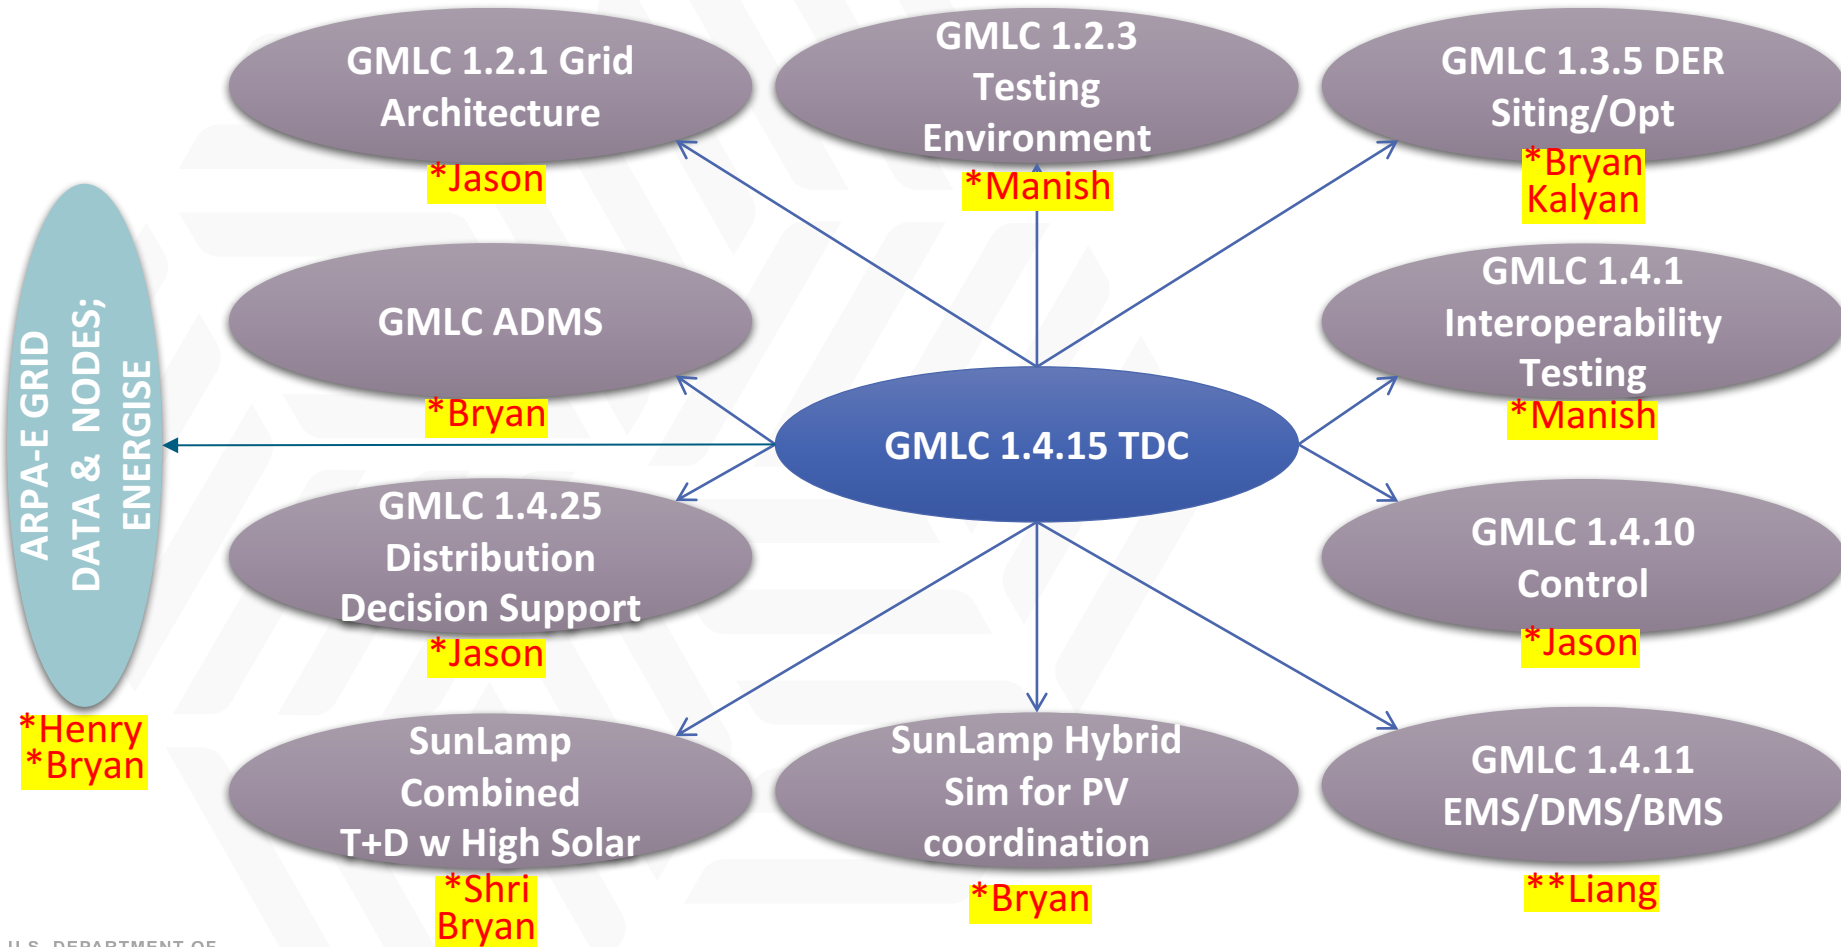 GMLC 1.2.1 Grid
Architecture
*Jason
GMLC 1.2.3
Testing
Environment
*Manish
GMLC 1.3.5 DER
Siting/Opt
*Bryan
Kalyan
ARPA-E GRID
DATA & NODES;
ENERGISE
*Henry
*Bryan
GMLC ADMS
*Bryan
GMLC 1.4.1
Interoperability
Testing
*Manish
GMLC 1.4.15 TDC
GMLC 1.4.25
Distribution
Decision Support
*Jason
GMLC 1.4.10
Control
*Jason
SunLamp
Combined
T+D w High Solar
*Shri
Bryan
SunLamp Hybrid
Sim for PV
coordination
*Bryan
GMLC 1.4.11
EMS/DMS/BMS
**Liang
U.S. DEPARTMENT OF